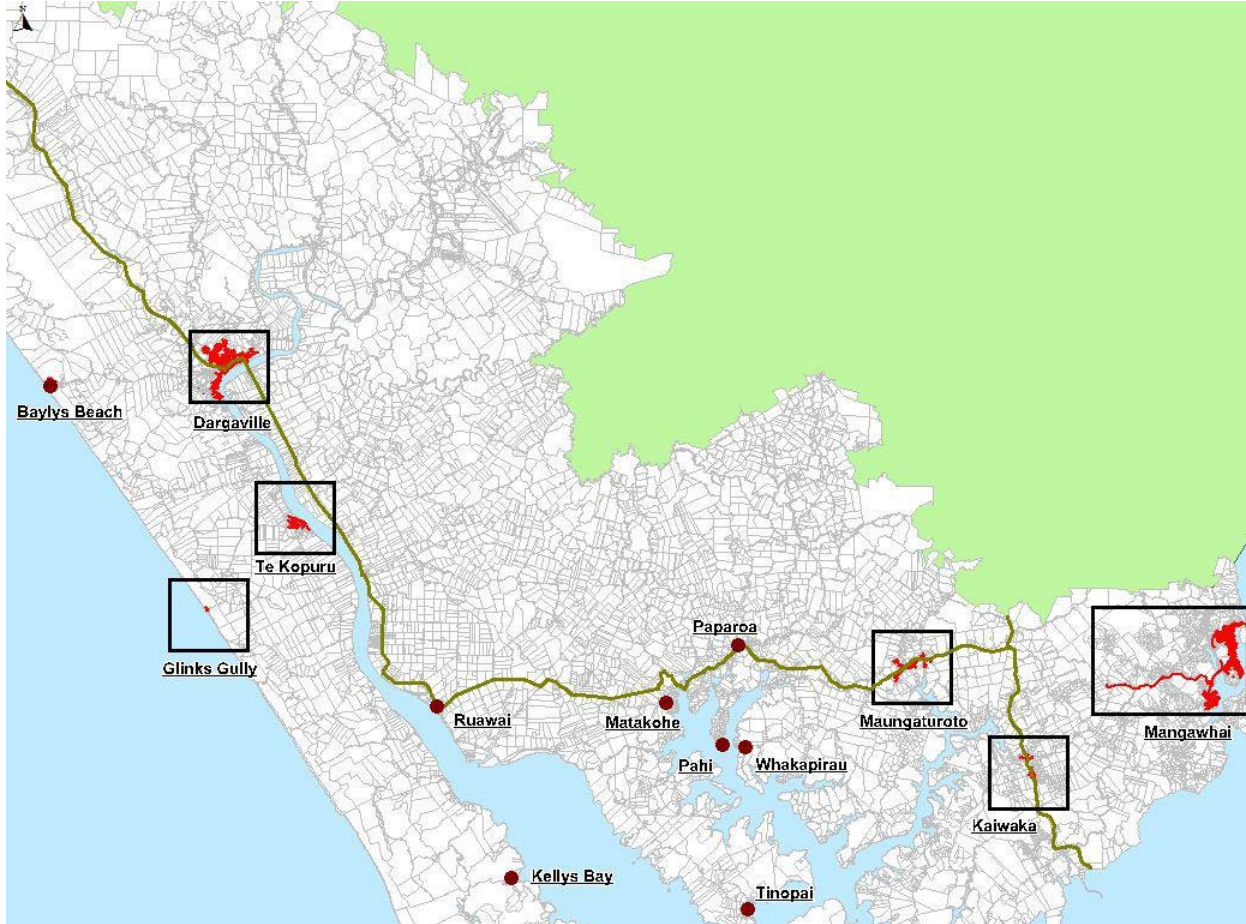 N
Baylys Beach
Dargaville
Te Kopuru
Glinks Gully
Paparoa
Ruawai
Matakohe
Maungaturoto
Mangawhai
Pahi
Whakapirau
Kaiwaka
Kellys Bay
Tinopai